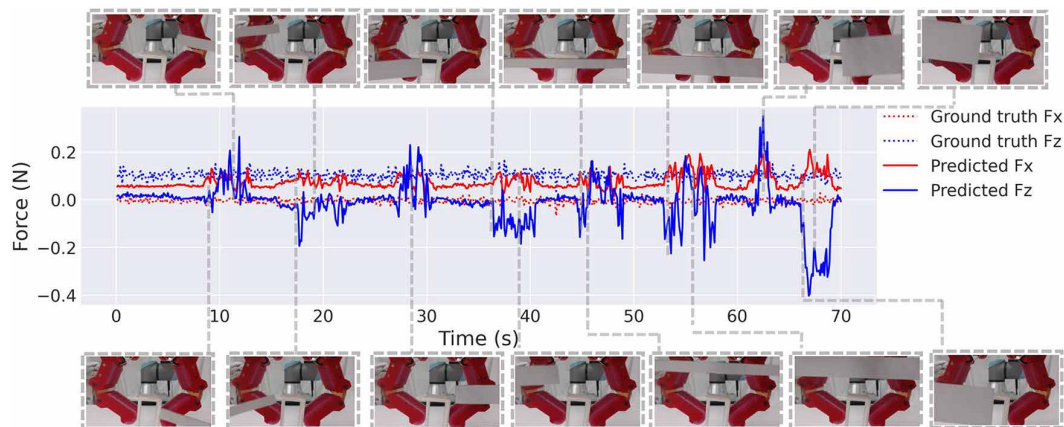 Ground truth Fx
Ground truth Fz
Predicted Fx
Predicted Fz
Force (N)
0.2
0.0
−0.2
−0.4
0 10 20 30 40 50 60 70
Time (s)